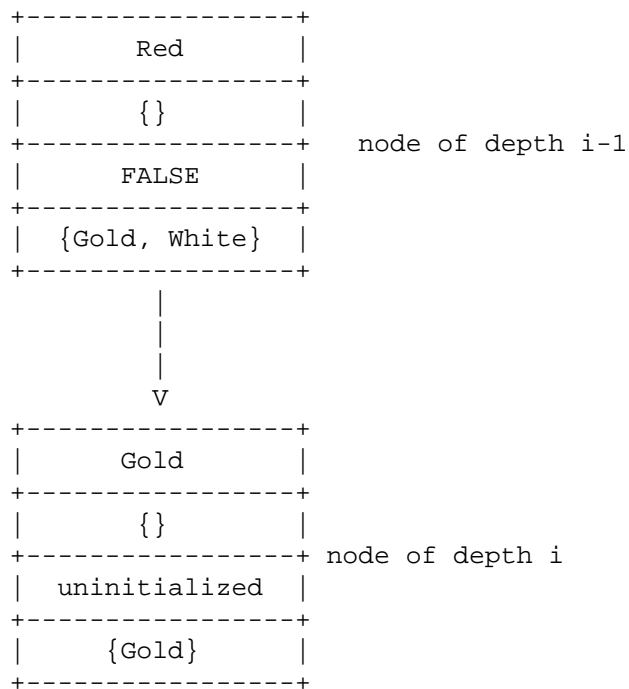 +-----------------+
|       Red       |
+-----------------+
|       {}        |
+-----------------+   node of depth i-1
|      FALSE      |
+-----------------+
|  {Gold, White}  |
+-----------------+
         |
         |
         |
         V
+-----------------+
|      Gold       |
+-----------------+
|       {}        |
+-----------------+ node of depth i
|  uninitialized  |
+-----------------+
|     {Gold}      |
+-----------------+